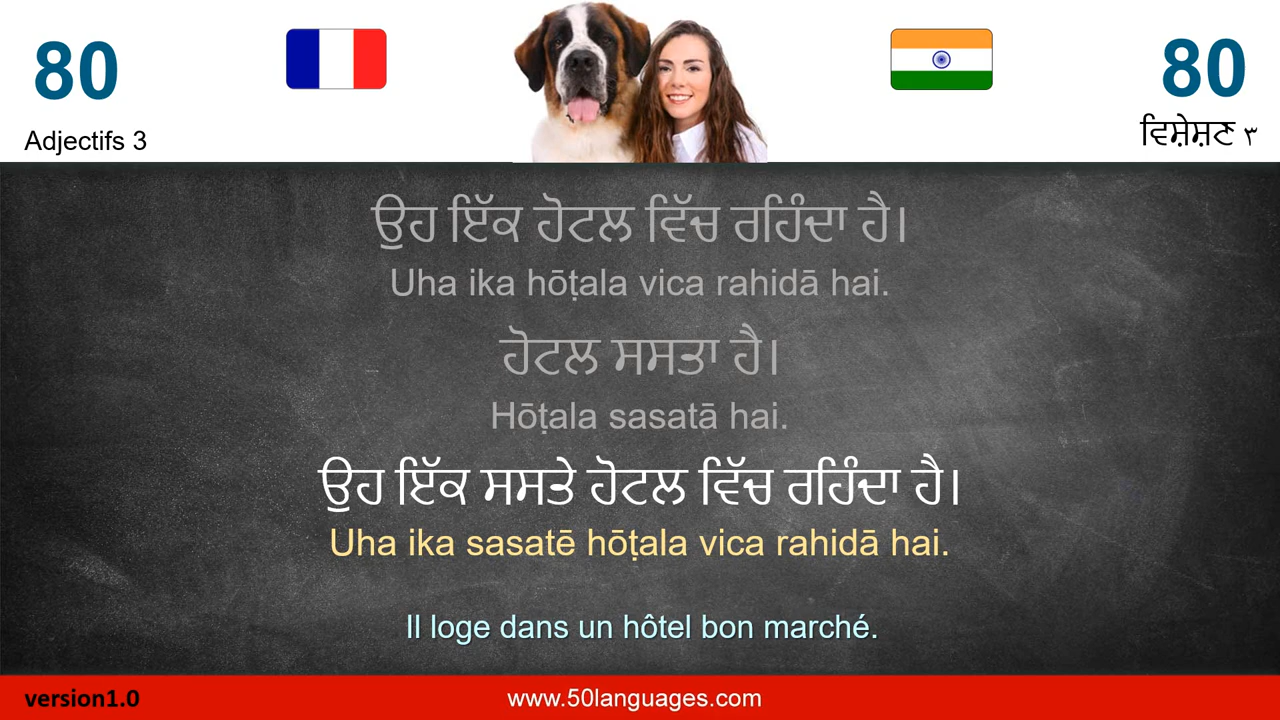 80
80
Adjectifs 3
ਵਿਸ਼ੇਸ਼ਣ ੩
ਉਹ ਇੱਕ ਹੋਟਲ ਵਿੱਚ ਰਹਿੰਦਾ ਹੈ।
Uha ika hōṭala vica rahidā hai.
ਹੋਟਲ ਸਸਤਾ ਹੈ।
Hōṭala sasatā hai.
ਉਹ ਇੱਕ ਸਸਤੇ ਹੋਟਲ ਵਿੱਚ ਰਹਿੰਦਾ ਹੈ।
Uha ika sasatē hōṭala vica rahidā hai.
Il loge dans un hôtel bon marché.
version1.0
www.50languages.com